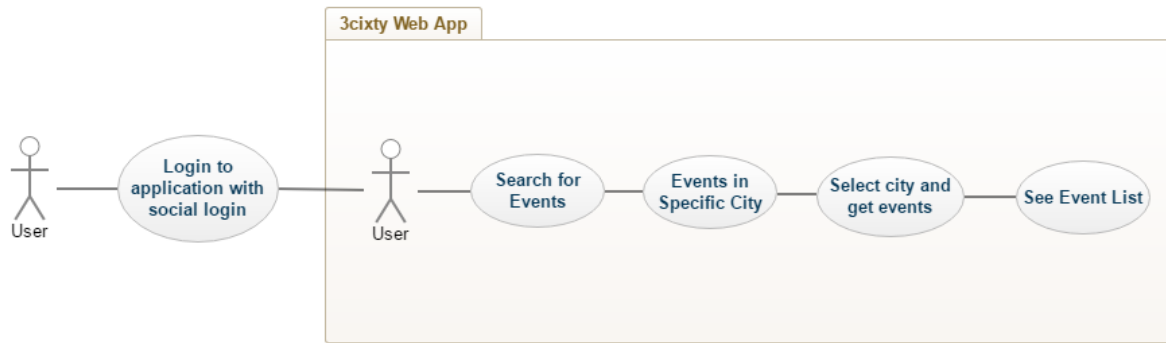 3cixty Web App
User
Login to
application with
social login
User
Search for
Events
Events in
Specific City
Select city and
get events
See Event List